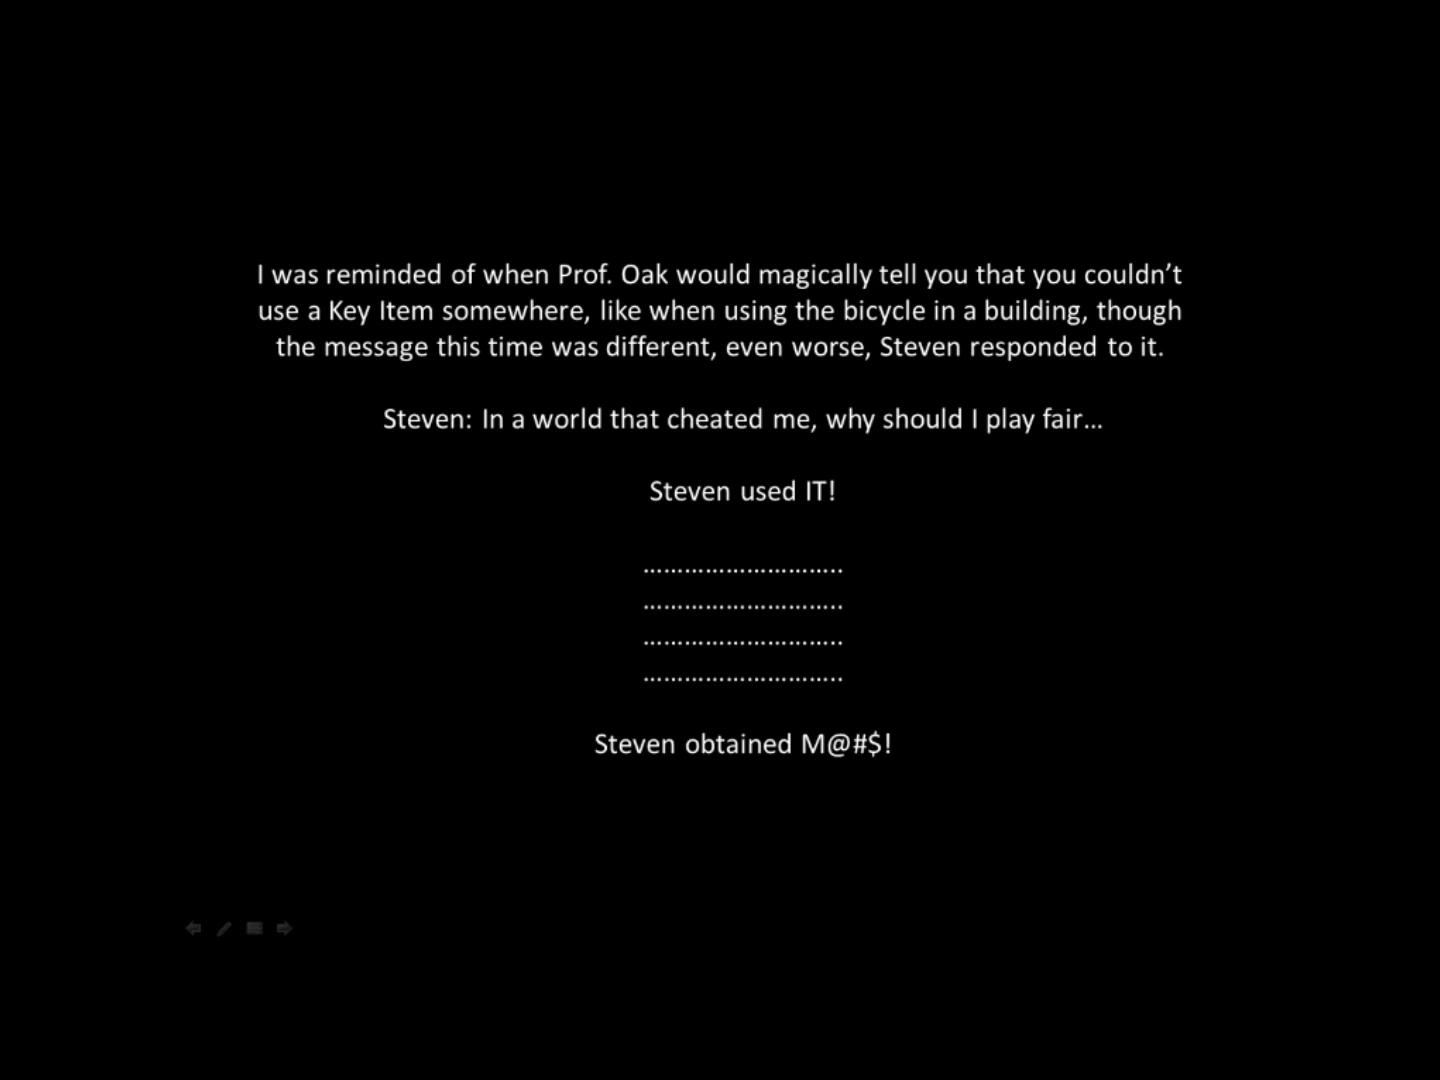 I was reminded of when Prof. Oak would magically tell you that you couldn’t
use a Key Item somewhere, like when using the bicycle in a building, though
the message this time was different, even worse, Steven responded to it.
Steven: In a world that cheated me, why should I play fair…
Steven used IT!
………………………..
………………………..
………………………..
………………………..
Steven obtained M@#$!